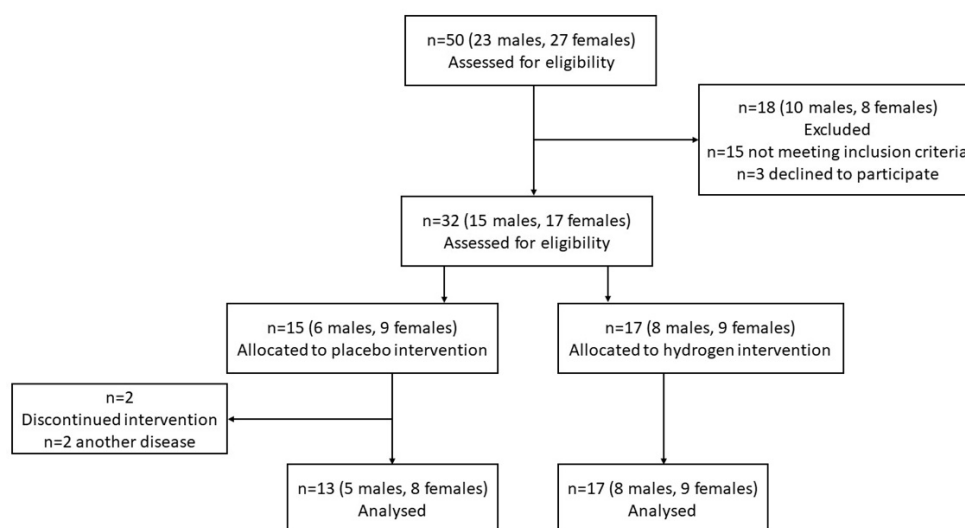 n=50 (23 males, 27 females)
Assessed for eligibility
n=18 (10 males, 8 females)
Excluded
n=15 not meeting inclusion criteria
n=3 declined to participate
n=32 (15 males, 17 females)
Assessed for eligibility
n=15 (6 males, 9 females)
Allocated to placebo intervention
n=17 (8 males, 9 females)
Allocated to hydrogen intervention
n=2
Discontinued intervention
n=2 another disease
n=13 (5 males, 8 females)
Analysed
n=17 (8 males, 9 females)
Analysed